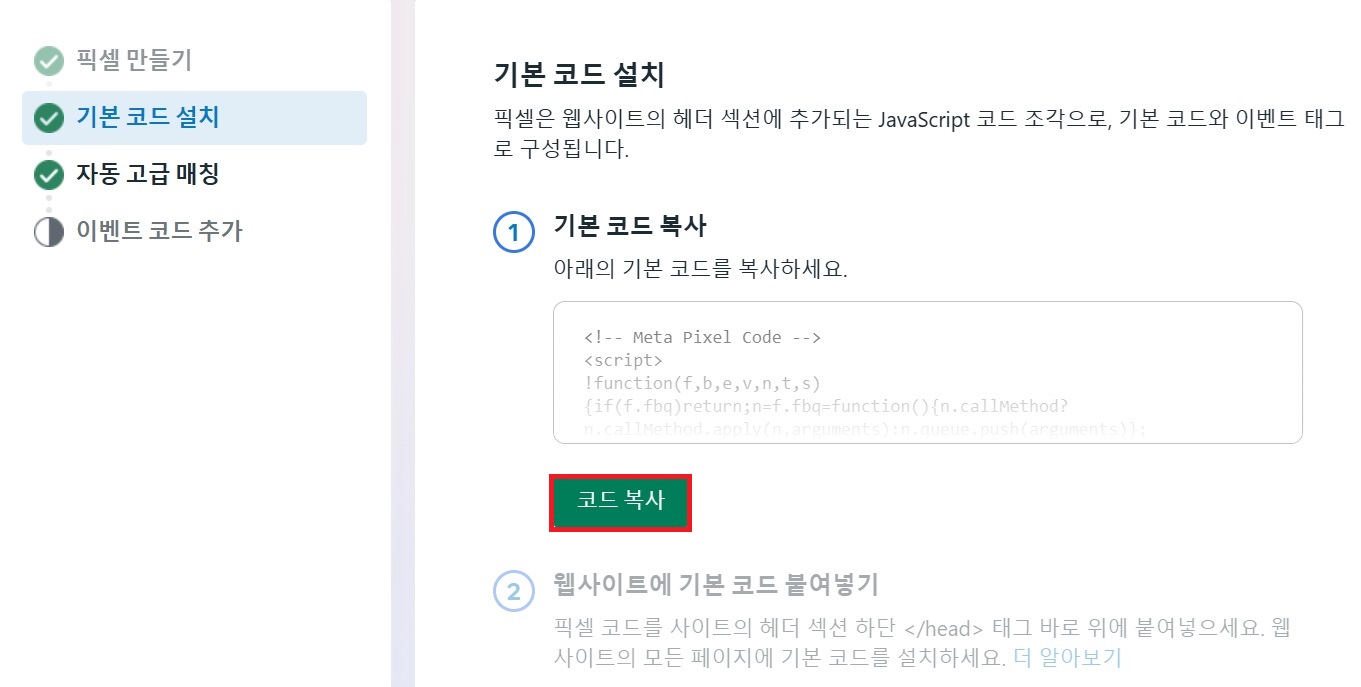 픽셀 만들기
기본 코드 설치
자동 고급 매칭
이벤트 코드 추가
기본 코드 설치
픽셀은 웹사이트의 헤더 섹션에 추가되는 JavaScript 코드 조각으로, 기본 코드와 이벤트 태그
로 구성됩니다.
1 기본 코드 복사
아래의 기본 코드를 복사하세요.
<!-- Meta Pixel Code -->
<script>
!function(f,b,e,v,n,t,s)
{if(f.fbq)return;n=f.fbq=function(){n.callMethod?
n.callMethod.apply(n,arguments):n.queue.push(arguments)};
코드 복사
2 웹사이트에 기본 코드 붙여넣기
픽셀 코드를 사이트의 헤더 섹션 하단 </head> 태그 바로 위에 붙여넣으세요. 웹
사이트의 모든 페이지에 기본 코드를 설치하세요. 더 알아보기